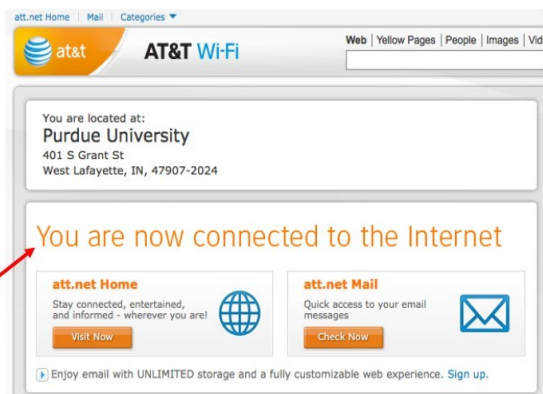 att.net Home | Mail | Categories ▼
at&t
AT&T Wi-Fi
Web | Yellow Pages | People | Images |
You are located at:
Purdue University
401 S Grant St
West Lafayette, IN, 47907-2024
You are now connected to the Internet
att.net Home
Stay connected, entertained,
and informed - wherever you are!
Visit Now
att.net Mail
Quick access to your email
messages
Check Now
Enjoy email with UNLIMITED storage and a fully customizable web experience. Sign up.